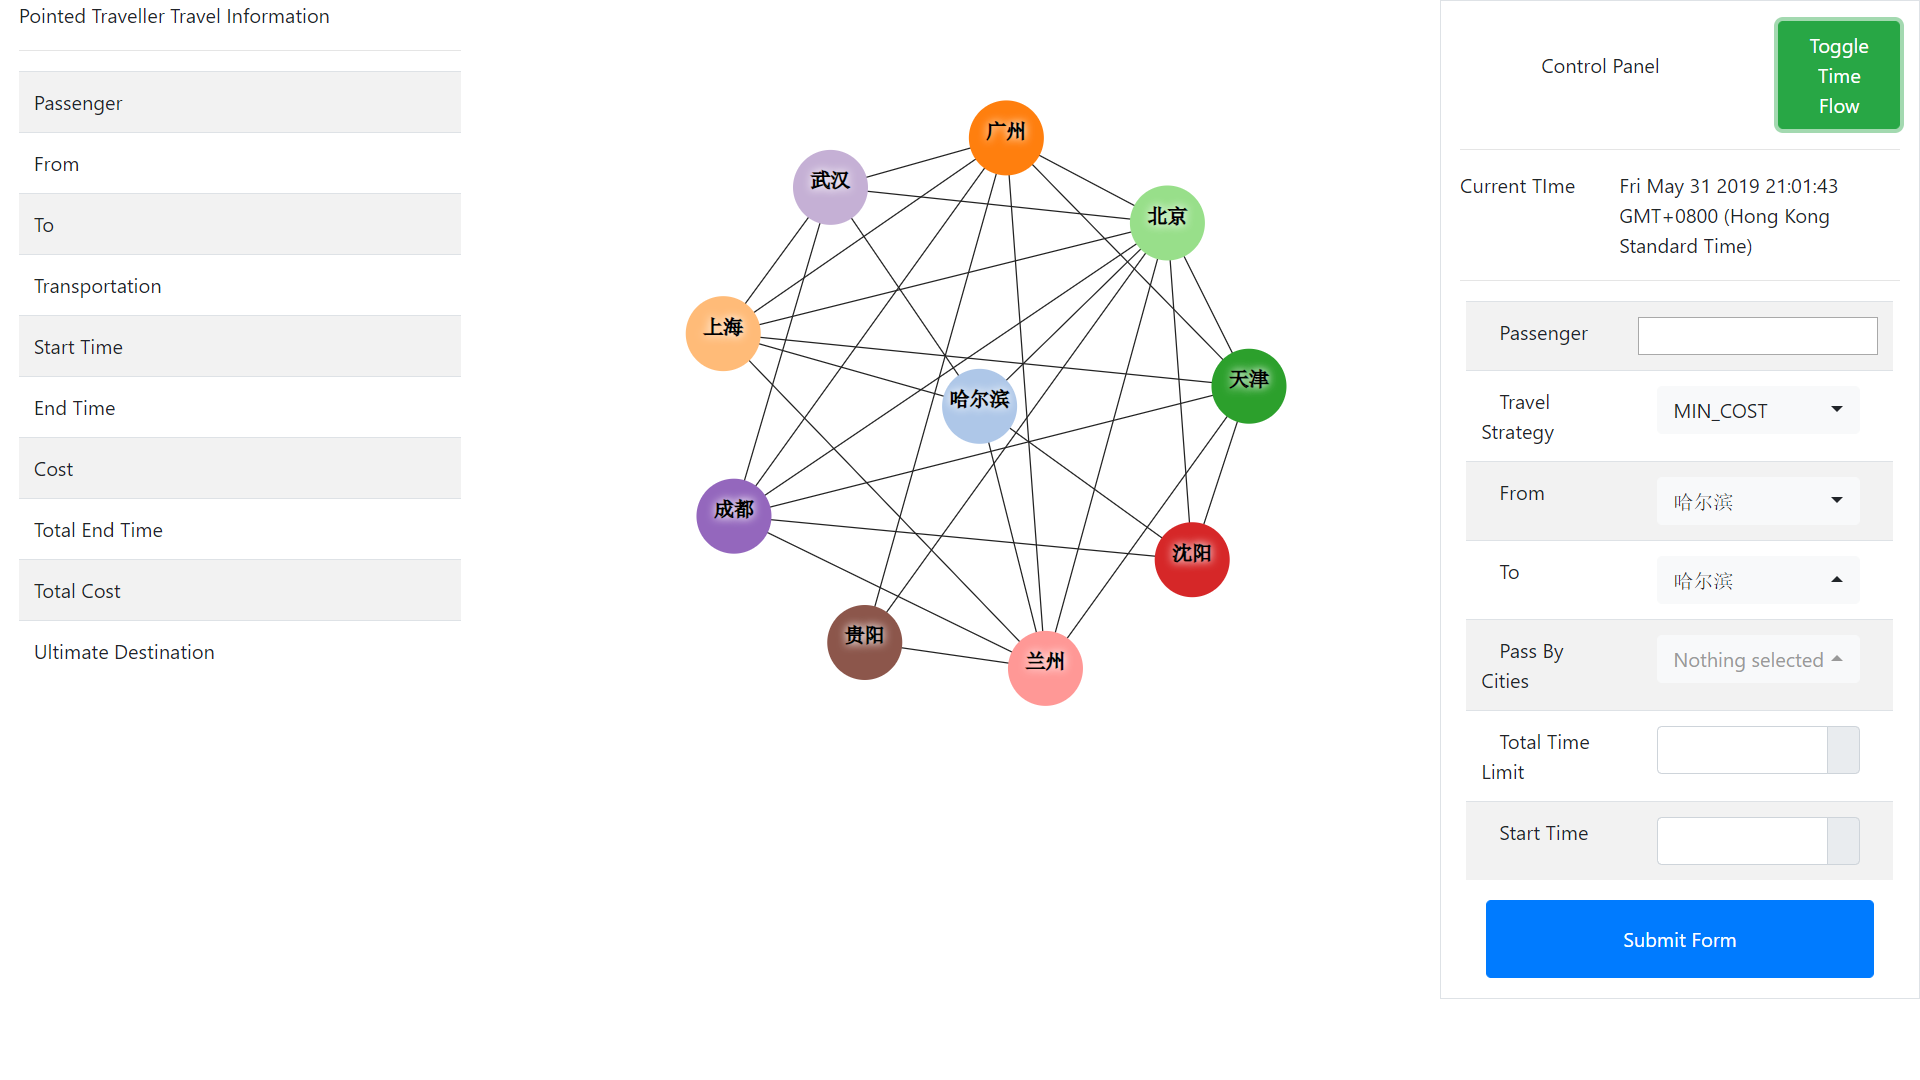 Pointed Traveller Travel Information
Passenger
From
To
Transportation
Start Time
End Time
Cost
Total End Time
Total Cost
Ultimate Destination
广州
武汉
北京
上海
天津
哈尔滨
成都
沈阳
贵阳
兰州
Control Panel
Toggle
Time
Flow
Current TIme
Fri May 31 2019 21:01:43
GMT+0800 (Hong Kong
Standard Time)
Passenger
Travel
Strategy
MIN_COST
From
哈尔滨
To
哈尔滨
Pass By
Cities
Nothing selected
Total Time
Limit
Start Time
Submit Form